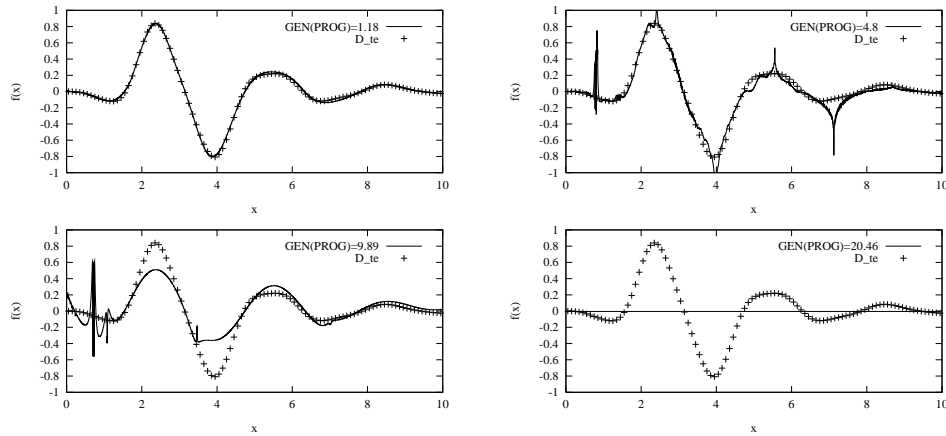 GEN(PROG)=1.18
D_te
f(x)
1
0.8
0.6
0.4
0.2
0
-0.2
-0.4
-0.6
-0.8
-1
0 2 4 6 8 10
x
GEN(PROG)=4.8
D_te
f(x)
1
0.8
0.6
0.4
0.2
0
-0.2
-0.4
-0.6
-0.8
-1
0 2 4 6 8 10
x
GEN(PROG)=9.89
D_te
f(x)
1
0.8
0.6
0.4
0.2
0
-0.2
-0.4
-0.6
-0.8
-1
0 2 4 6 8 10
x
GEN(PROG)=20.46
D_te
f(x)
1
0.8
0.6
0.4
0.2
0
-0.2
-0.4
-0.6
-0.8
-1
0 2 4 6 8 10
x